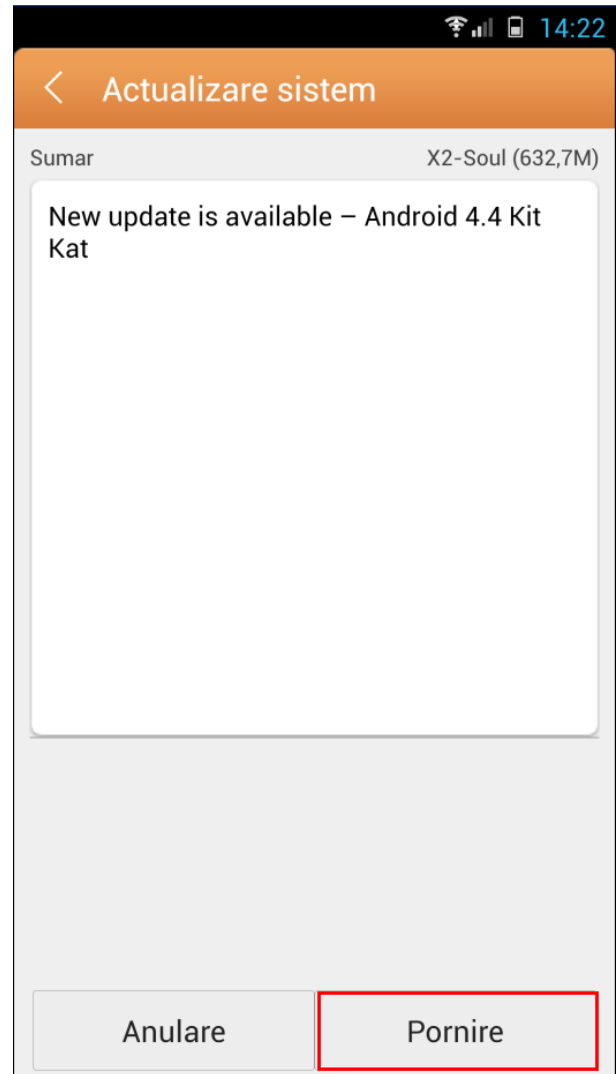 14:22
Actualizare sistem
Sumar X2-Soul (632,7M)
New update is available – Android 4.4 Kit
Kat
Anulare Pornire